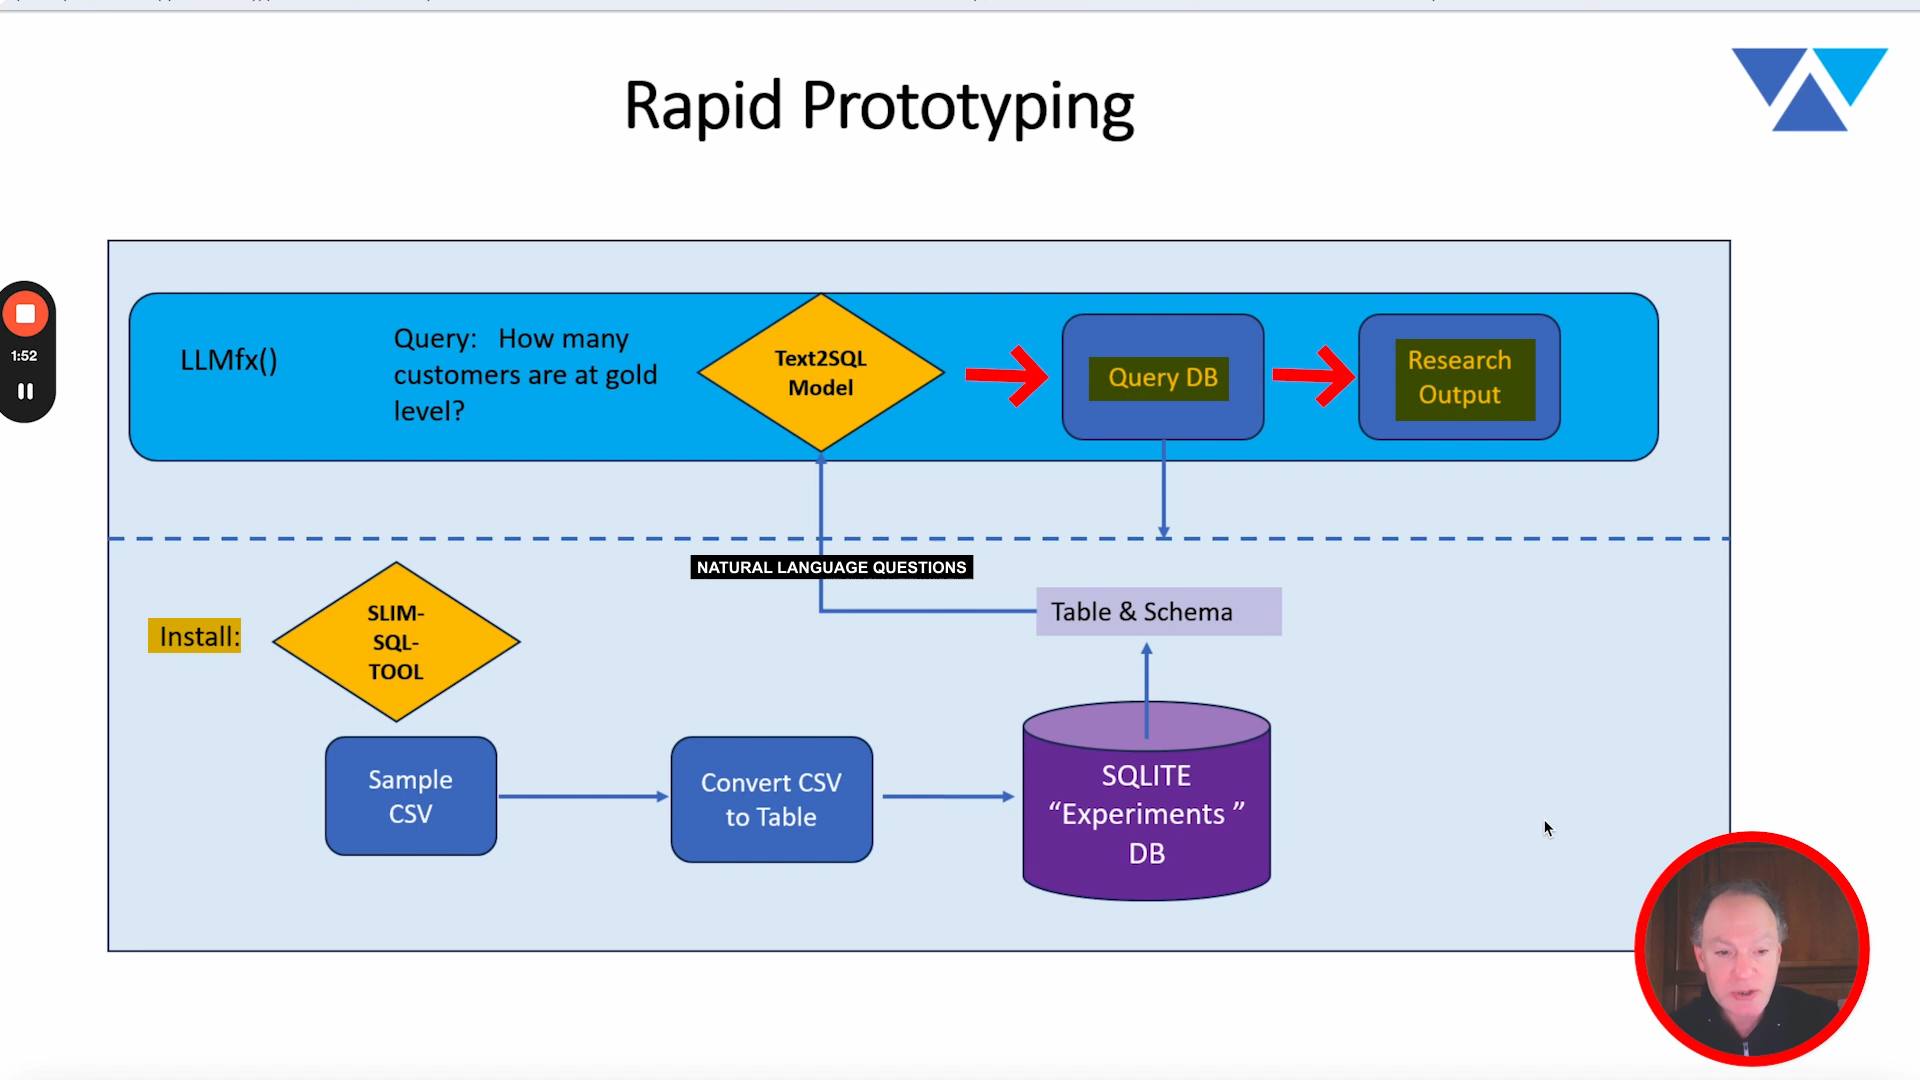 Rapid Prototyping
1:52
LLMfx()
Query:   How many
customers are at gold
level?
Text2SQL
Model
Query DB
Research
Output
NATURAL LANGUAGE QUESTIONS
Table & Schema
Install:
SLIM-
SQL-
TOOL
Sample
CSV
Convert CSV
to Table
SQLITE
“Experiments ”
DB